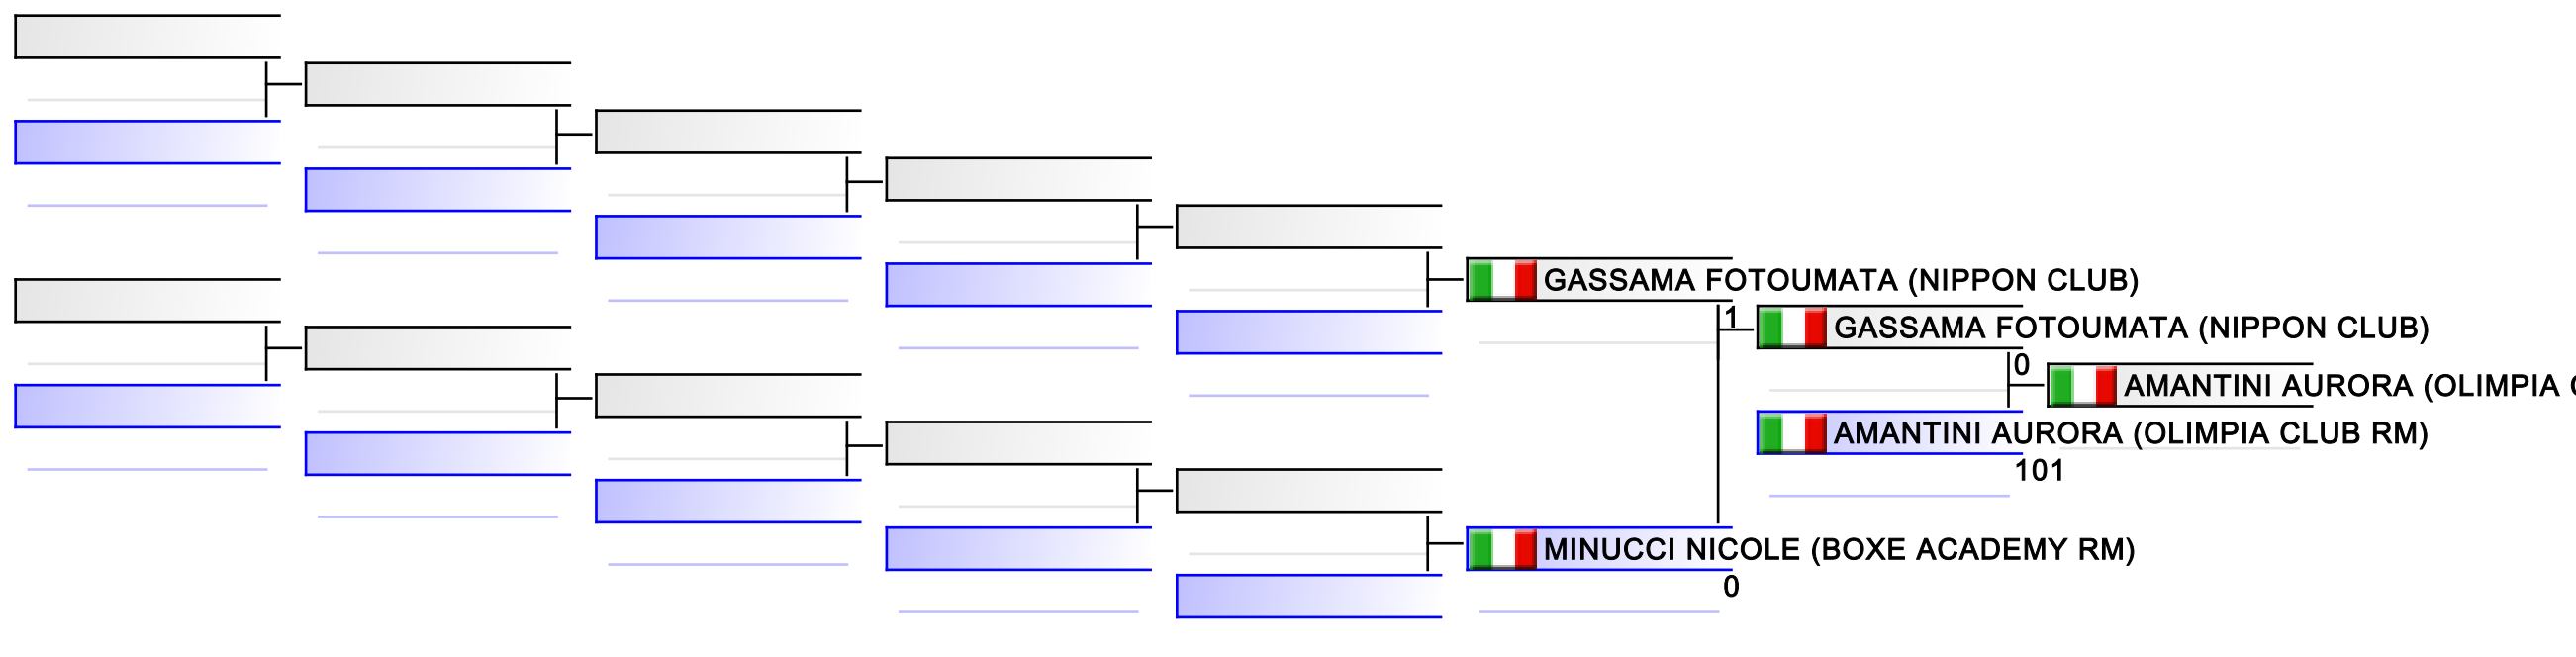 GASSAMA FOTOUMATA (NIPPON CLUB)
1
GASSAMA FOTOUMATA (NIPPON CLUB)
0
AMANTINI AURORA (OLIMPIA
AMANTINI AURORA (OLIMPIA CLUB RM)
101
MINUCCI NICOLE (BOXE ACADEMY RM)
0